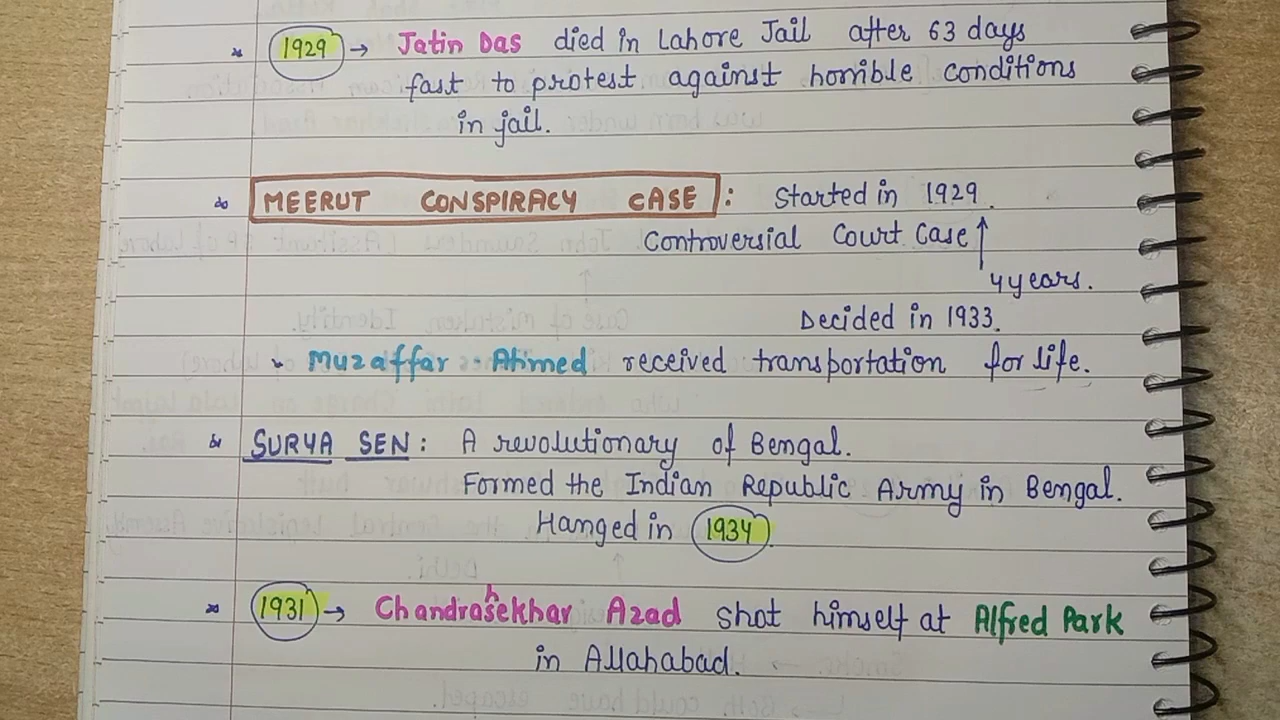 * 1929 → Jatin Das died in Lahore Jail after 63 days
fast to protest against horrible conditions
in jail.
* MEERUT CONSPIRACY CASE : Started in 1929.
Controversial Court Case ↑
4 years.
Decided in 1933.
Muzaffar Ahmed received transportation for life.
* SURYA SEN : A revolutionary of Bengal.
Formed the Indian Republic Army in Bengal.
Hanged in 1934.
* 1931 → Chandrashekhar Azad shot himself at Alfred Park
in Allahabad.